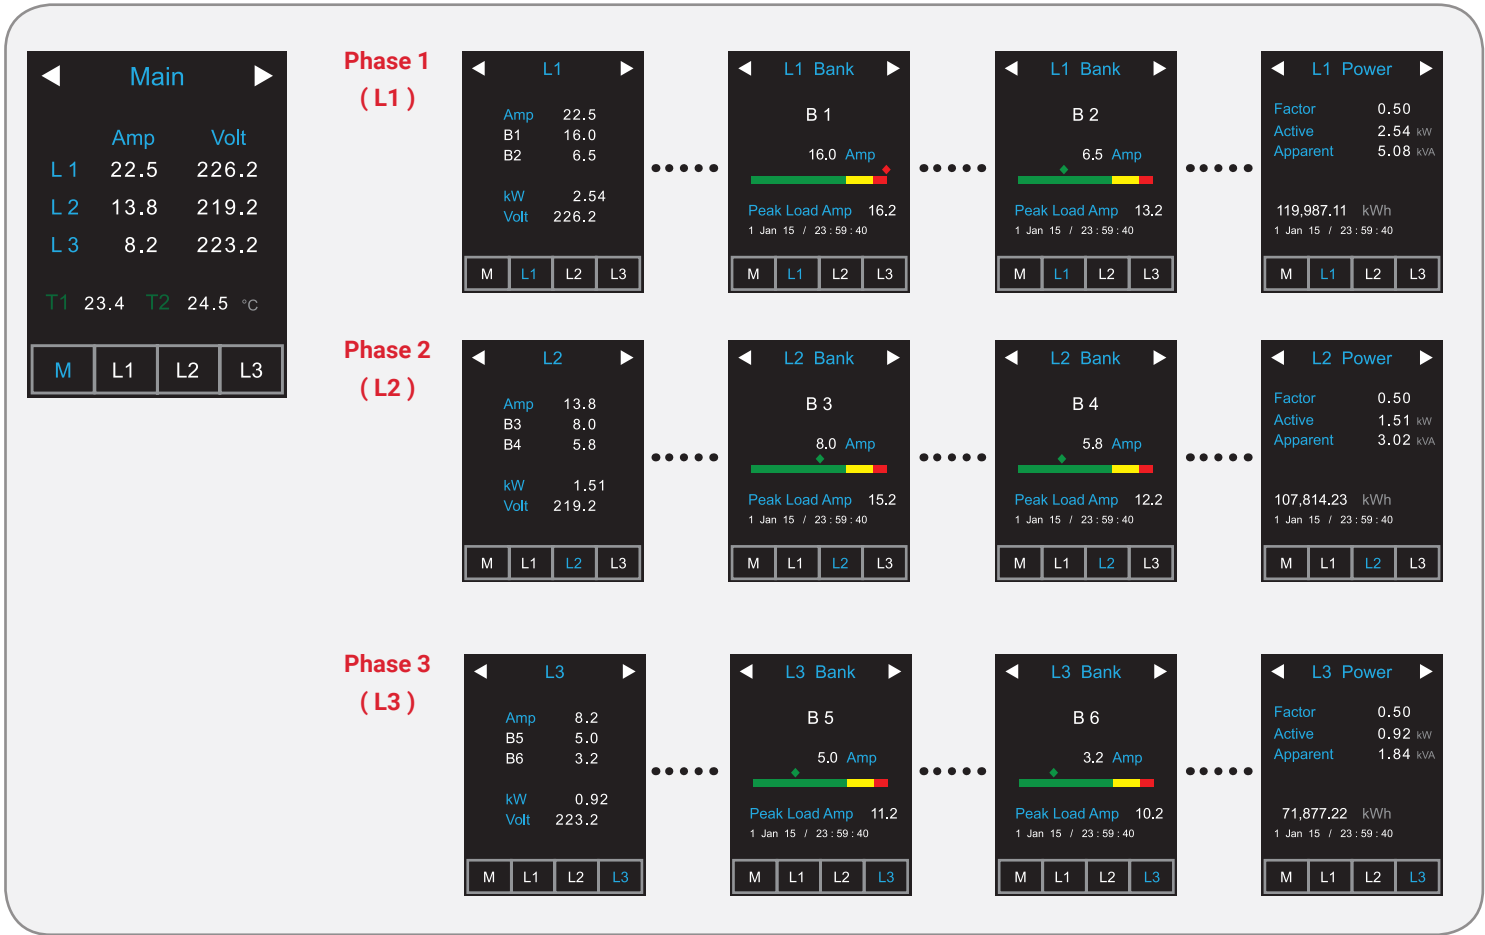 Main
Amp Volt
L 1 22.5 226.2
L 2 13.8 219.2
L 3 8.2 223.2
T1 23.4 T2 24.5 °C
M L1 L2 L3
Phase 1
( L1 )
L1
Amp 22.5
B1 16.0
B2 6.5
kW 2.54
Volt 226.2
M L1 L2 L3
L1 Bank
B 1
16.0 Amp
Peak Load Amp 16.2
1 Jan 15 / 23 : 59 : 40
M L1 L2 L3
L1 Bank
B 2
6.5 Amp
Peak Load Amp 13.2
1 Jan 15 / 23 : 59 : 40
M L1 L2 L3
L1 Power
Factor 0.50
Active 2.54 kW
Apparent 5.08 kVA
119,987.11 kWh
1 Jan 15 / 23 : 59 : 40
M L1 L2 L3
Phase 2
( L2 )
L2
Amp 13.8
B3 8.0
B4 5.8
kW 1.51
Volt 219.2
M L1 L2 L3
L2 Bank
B 3
8.0 Amp
Peak Load Amp 15.2
1 Jan 15 / 23 : 59 : 40
M L1 L2 L3
L2 Bank
B 4
5.8 Amp
Peak Load Amp 12.2
1 Jan 15 / 23 : 59 : 40
M L1 L2 L3
L2 Power
Factor 0.50
Active 1.51 kW
Apparent 3.02 kVA
107,814.23 kWh
1 Jan 15 / 23 : 59 : 40
M L1 L2 L3
Phase 3
( L3 )
L3
Amp 8.2
B5 5.0
B6 3.2
kW 0.92
Volt 223.2
M L1 L2 L3
L3 Bank
B 5
5.0 Amp
Peak Load Amp 11.2
1 Jan 15 / 23 : 59 : 40
M L1 L2 L3
L3 Bank
B 6
3.2 Amp
Peak Load Amp 10.2
1 Jan 15 / 23 : 59 : 40
M L1 L2 L3
L3 Power
Factor 0.50
Active 0.92 kW
Apparent 1.84 kVA
71,877.22 kWh
1 Jan 15 / 23 : 59 : 40
M L1 L2 L3